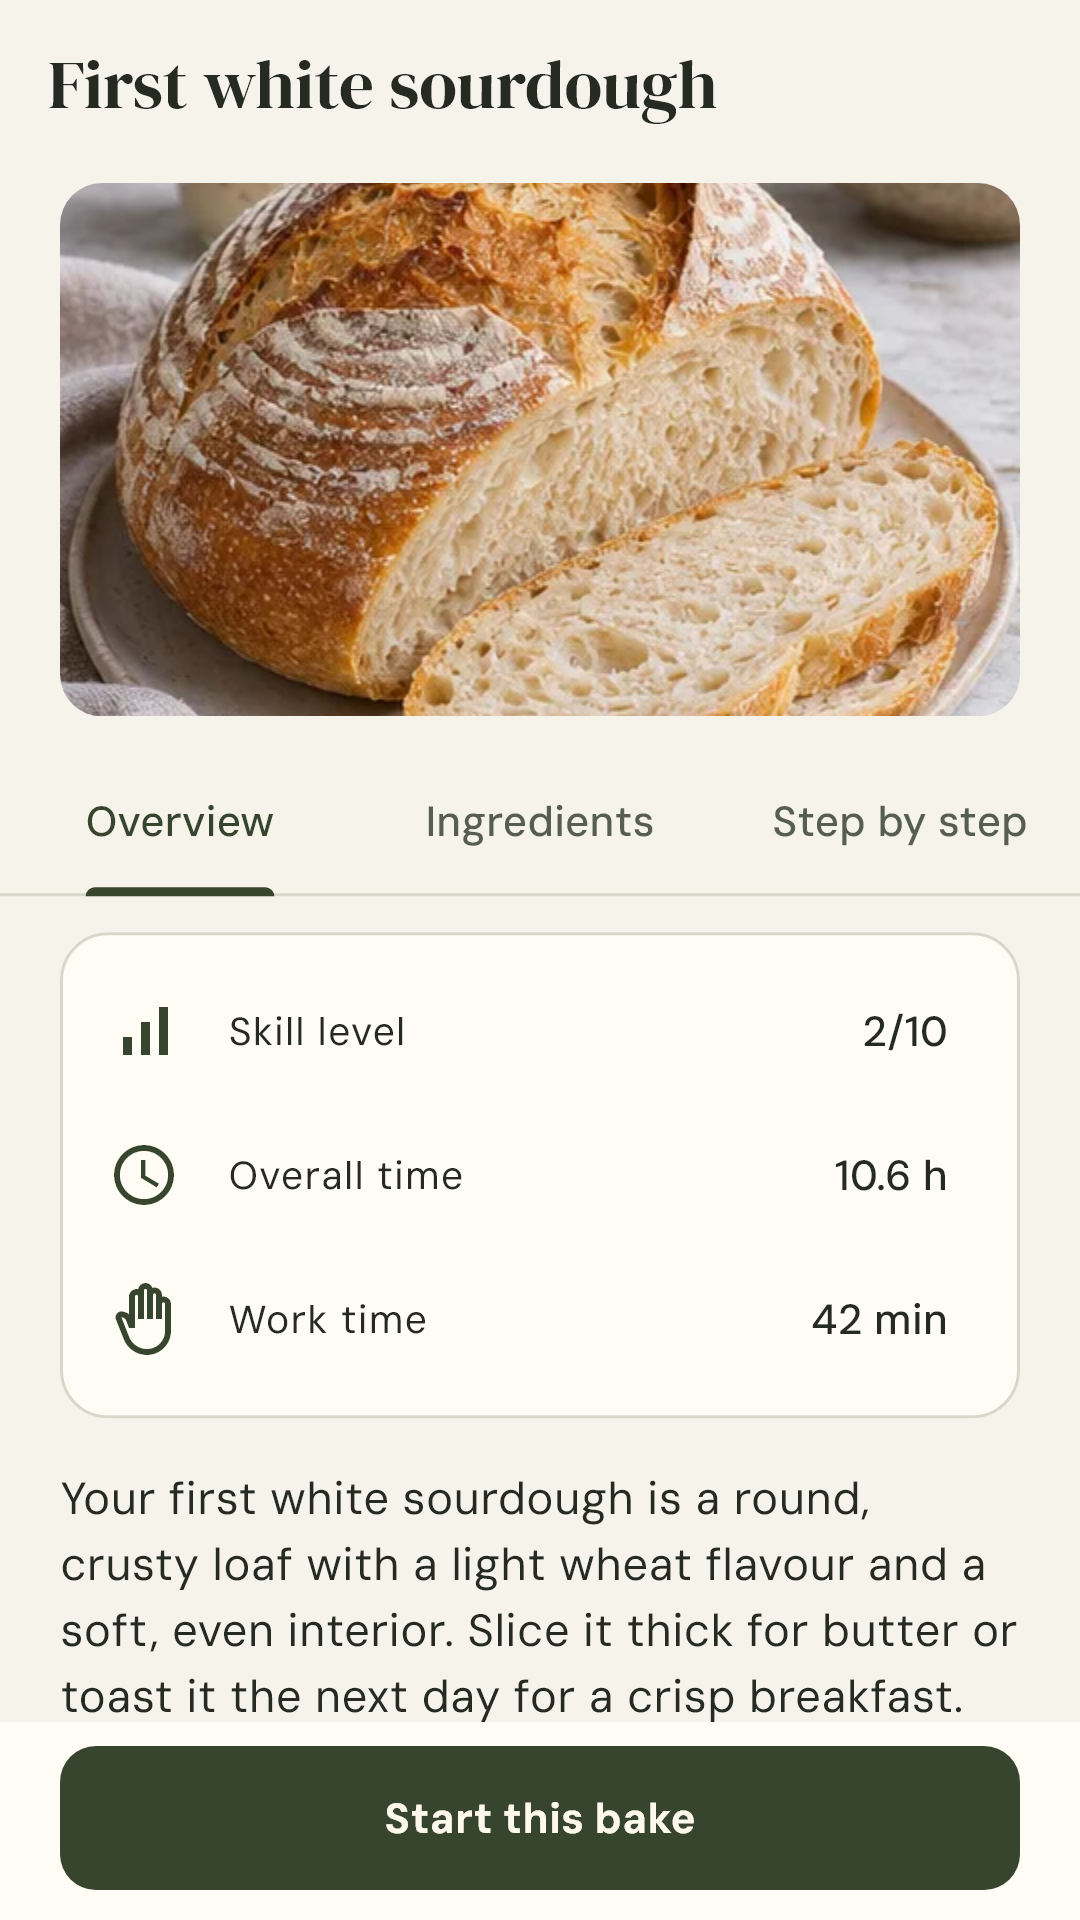 First white sourdough
Overview
Ingredients
Step by step
Skill level
2/10
Overall time
10.6 h
Work time
42 min
Your first white sourdough is a round,
crusty loaf with a light wheat flavour and a
soft, even interior. Slice it thick for butter or
toast it the next day for a crisp breakfast.
Start this bake